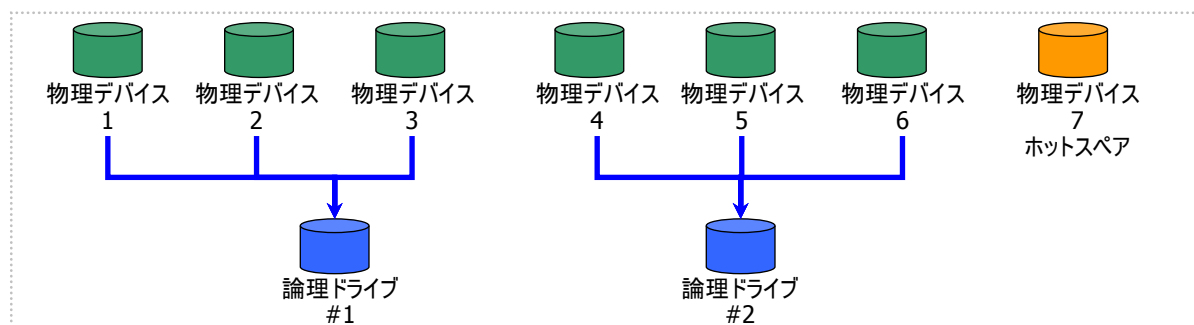 物理デバイス 物理デバイス 物理デバイス 物理デバイス 物理デバイス 物理デバイス 物理デバイス
1 2 3 4 5 6 7
ホットスペア
論理ドライブ 論理ドライブ
#1 #2